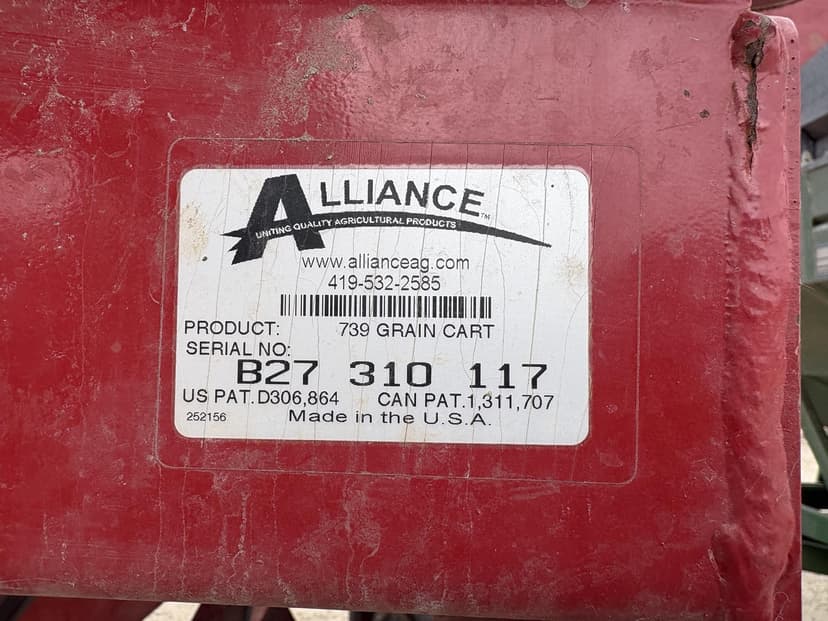 ALLIANCE™
UNITING QUALITY AGRICULTURAL PRODUCTS
www.allianceag.com
419-532-2585
PRODUCT: 739 GRAIN CART
SERIAL NO:
B27 310 117
US PAT.D306,864 CAN PAT.1,311,707
252156 Made in the U.S.A.